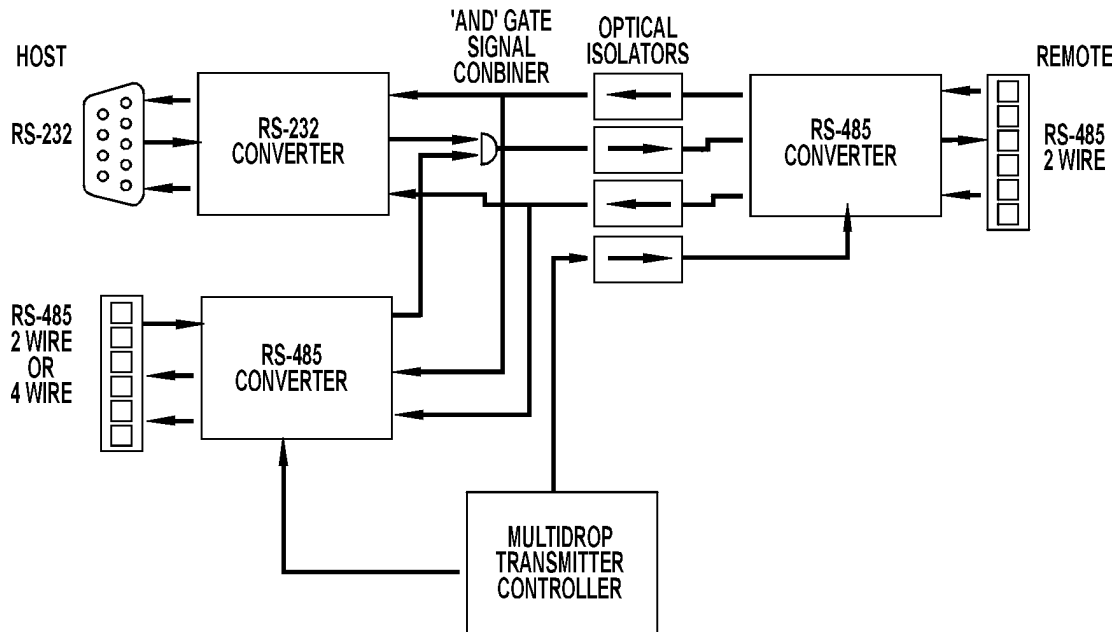 HOST
RS-232
RS-232
CONVERTER
'AND' GATE
SIGNAL
CONBINER
OPTICAL
ISOLATORS
RS-485
CONVERTER
REMOTE
RS-485
2 WIRE
RS-485
2 WIRE
OR
4 WIRE
RS-485
CONVERTER
MULTIDROP
TRANSMITTER
CONTROLLER